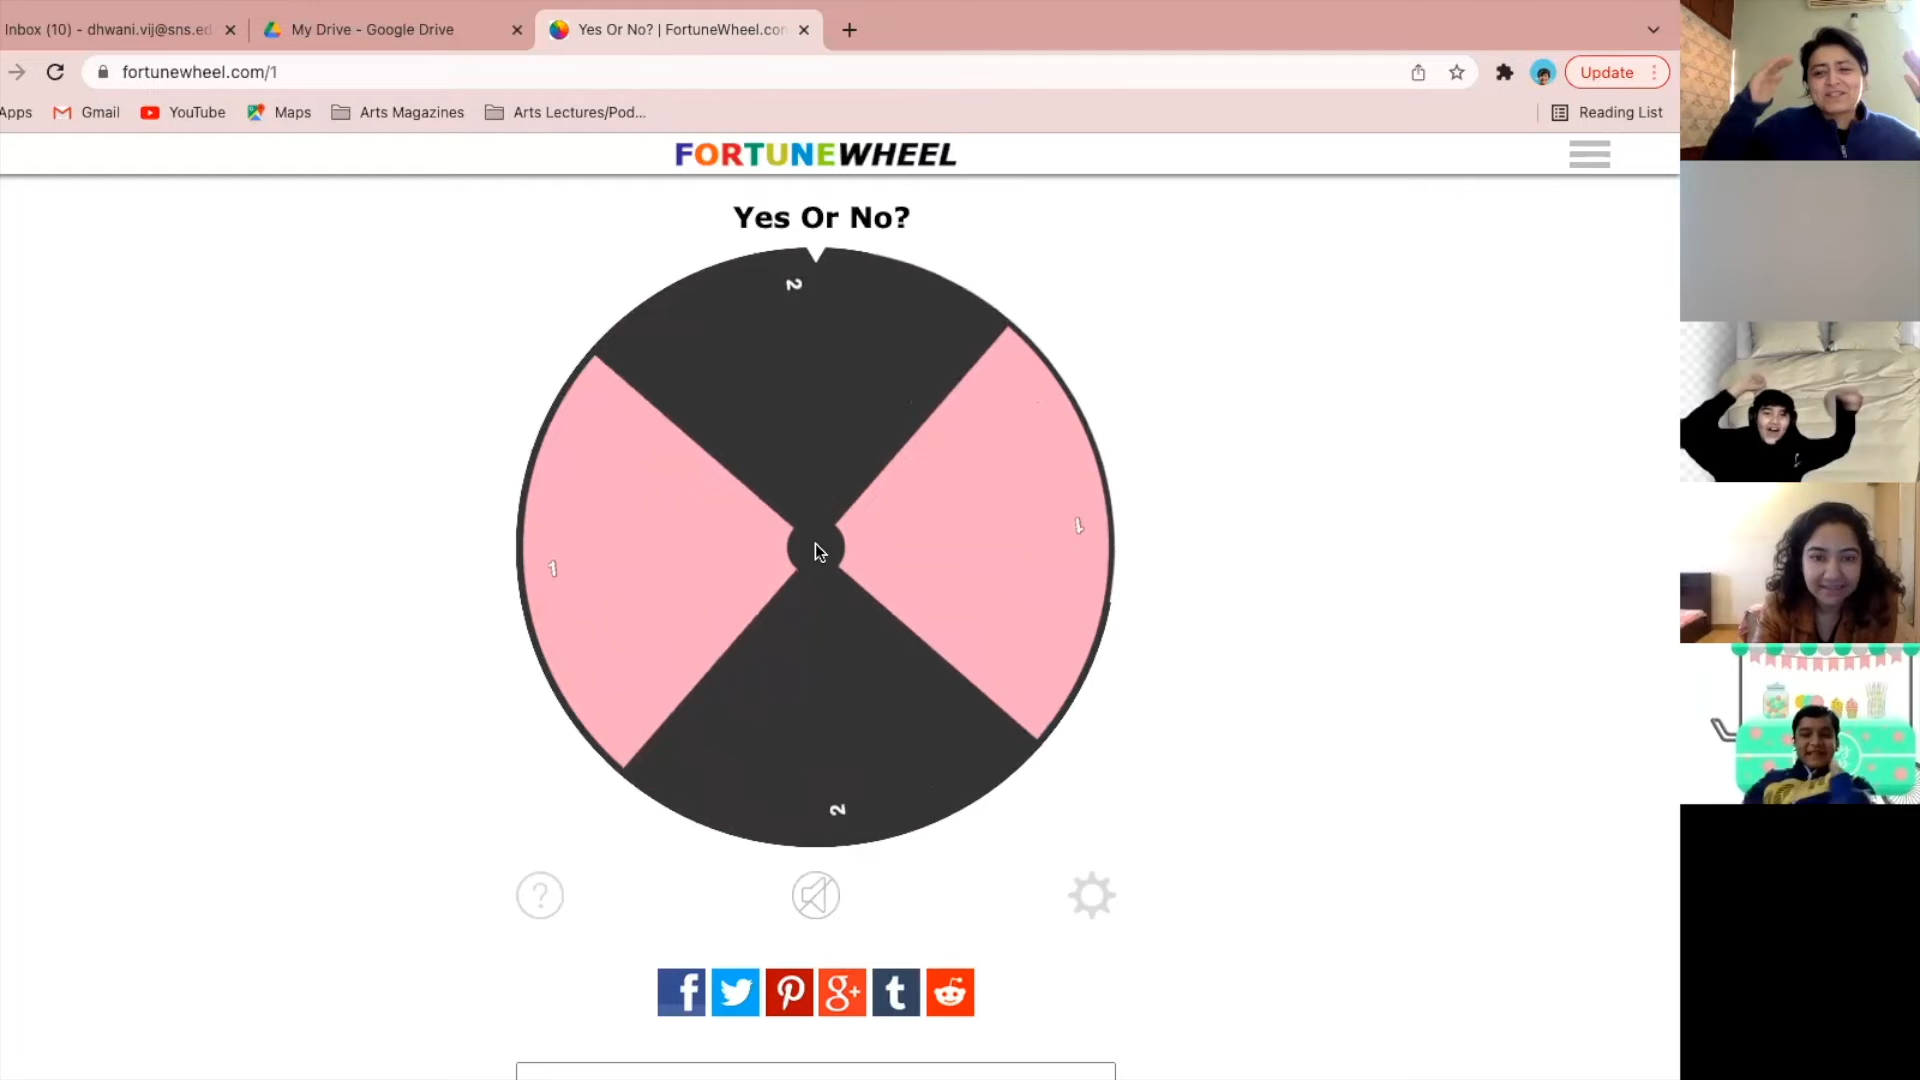 Inbox (10) - dhwani.vij@sns.ed
My Drive - Google Drive
Yes Or No? | FortuneWheel.con
fortunewheel.com/1
Update
Apps
Gmail
YouTube
Maps
Arts Magazines
Arts Lectures/Pod...
Reading List
FORTUNEWHEEL
Yes Or No?
2
1
1
2
?
f
g+
t